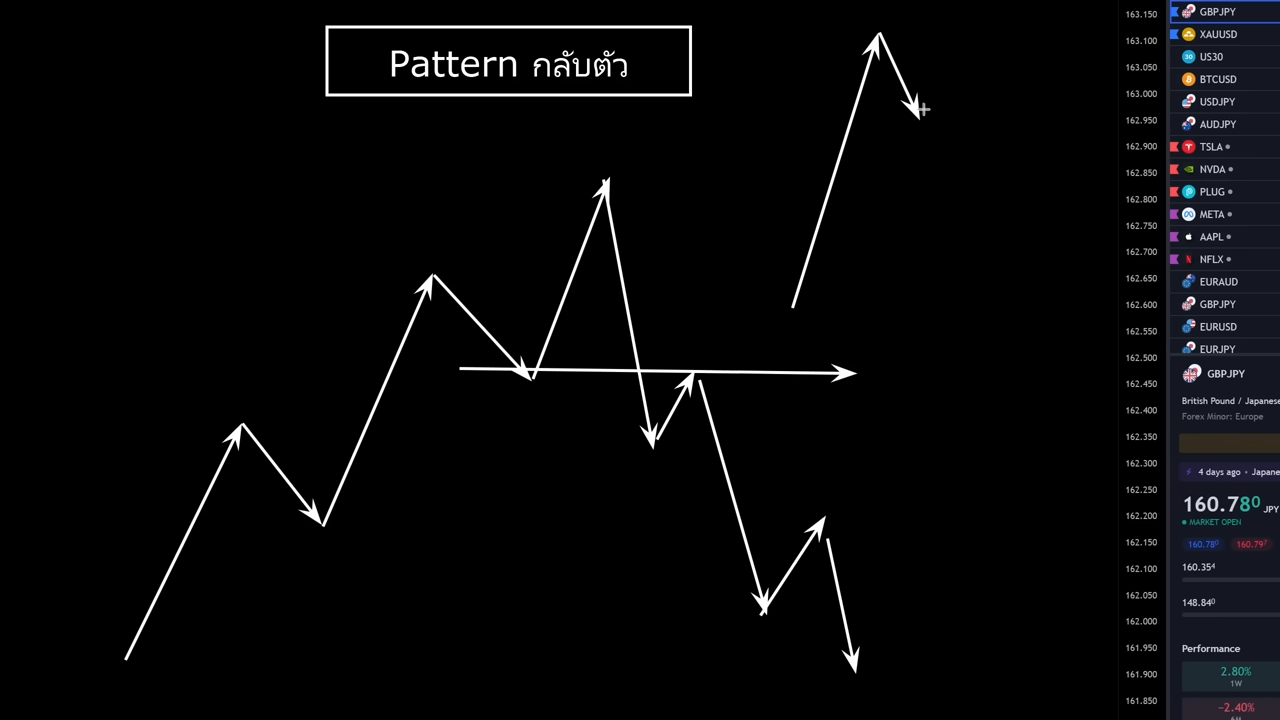 Pattern กลับตัว
163.150
163.100
163.050
163.000
162.950
162.900
162.850
162.800
162.750
162.700
162.650
162.600
162.550
162.500
162.450
162.400
162.350
162.300
162.250
162.200
162.150
162.100
162.050
162.000
161.950
161.900
161.850
GBPJPY
XAUUSD
US30
BTCUSD
USDJPY
AUDJPY
TSLA
NVDA
PLUG
META
AAPL
NFLX
EURAUD
GBPJPY
EURUSD
EURJPY
GBPJPY
British Pound / Japanese
Forex Minor: Europe
4 days ago • Japane
160.780 JPY
MARKET OPEN
160.780 160.797
160.354
148.840
Performance
2.80%
1W
−2.40%